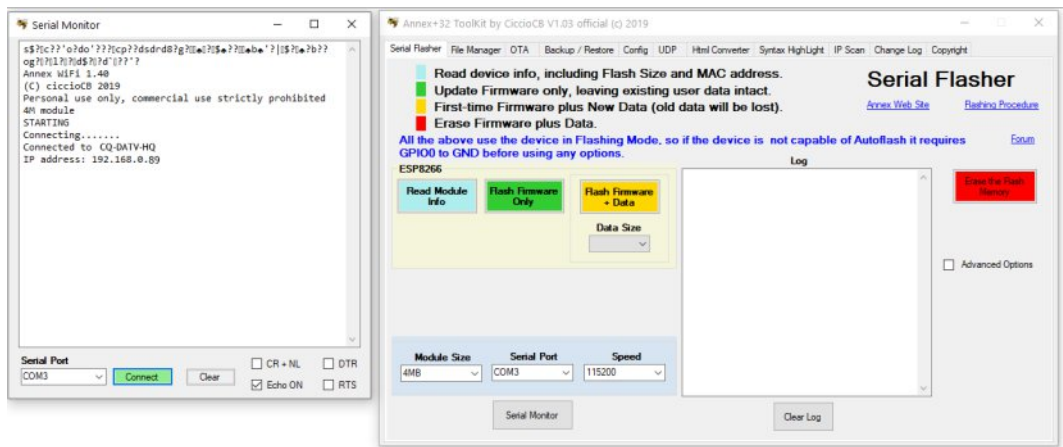 Serial Monitor
Annex WiFi 1.40
(C) ciccioCB 2019
Personal use only, commercial use strictly prohibited
4M module
STARTING
Connecting.......
Connected to CQ-DATV-HQ
IP address: 192.168.0.89
Serial Port
COM3
Connect
Clear
CR + NL
DTR
Echo ON
RTS
Annex+32 ToolKit by CiccioCB V1.03 official (c) 2019
Serial Flasher File Manager OTA Backup / Restore Config UDP Html Converter Syntax HighLight IP Scan Change Log Copyright
Read device info, including Flash Size and MAC address.
Update Firmware only, leaving existing user data intact.
First-time Firmware plus New Data (old data will be lost).
Erase Firmware plus Data.
Serial Flasher
Annex Web Site
Flashing Procedure
All the above use the device in Flashing Mode, so if the device is not capable of Autoflash it requires
GPIO0 to GND before using any options.
Forum
ESP8266
Log
Read Module
Info
Flash Firmware
Only
Flash Firmware
+ Data
Data Size
Erase the Flash
Memory
Advanced Options
Module Size
Serial Port
Speed
4MB
COM3
115200
Serial Monitor
Clear Log